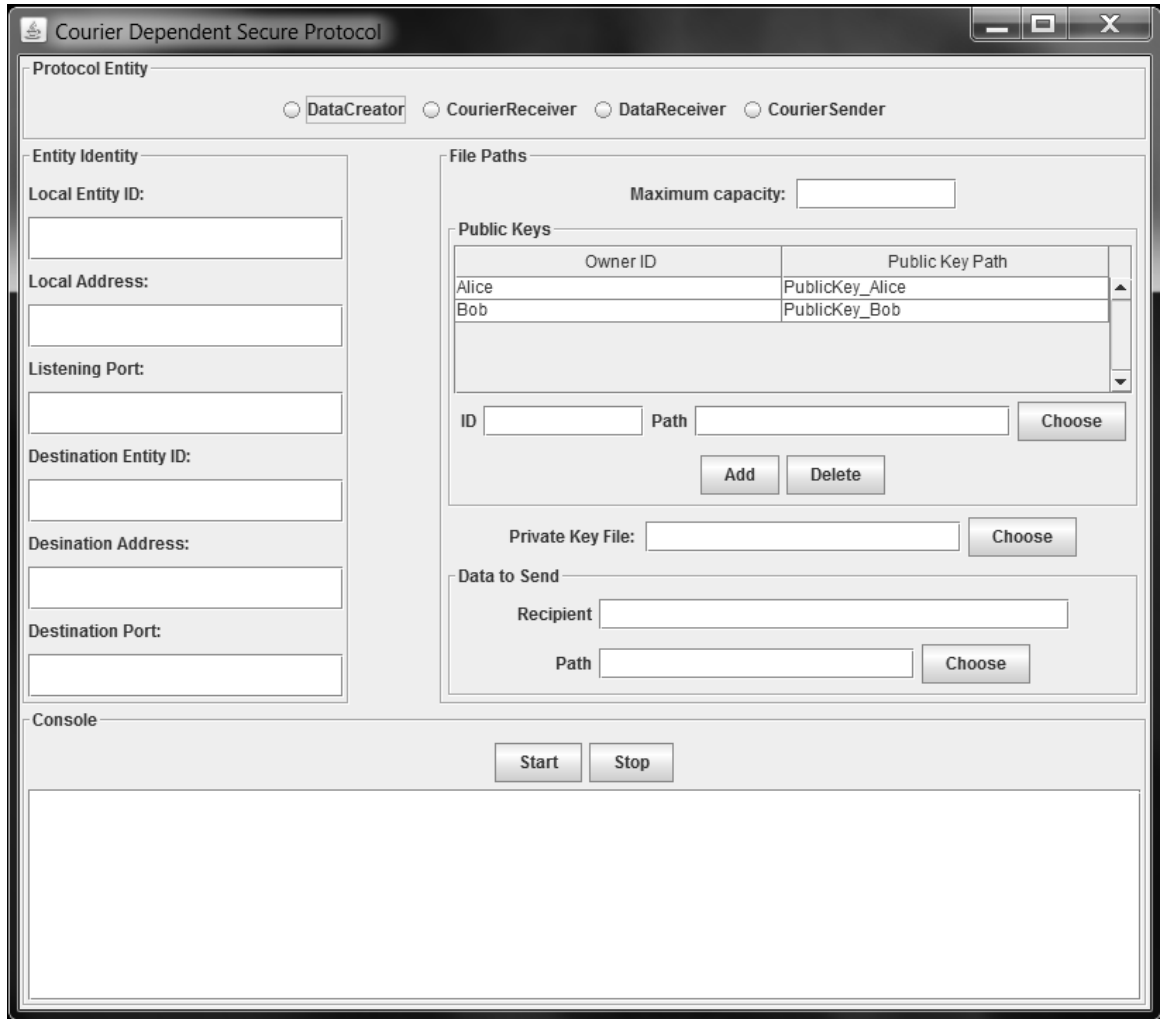 Courier Dependent Secure Protocol
Protocol Entity
DataCreator CourierReceiver DataReceiver CourierSender
Entity Identity
Local Entity ID:
Local Address:
Listening Port:
Destination Entity ID:
Desination Address:
Destination Port:
File Paths
Maximum capacity:
Public Keys
Owner ID Public Key Path
Alice PublicKey_Alice
Bob PublicKey_Bob
ID Path Choose
Add Delete
Private Key File: Choose
Data to Send
Recipient
Path Choose
Console
Start Stop